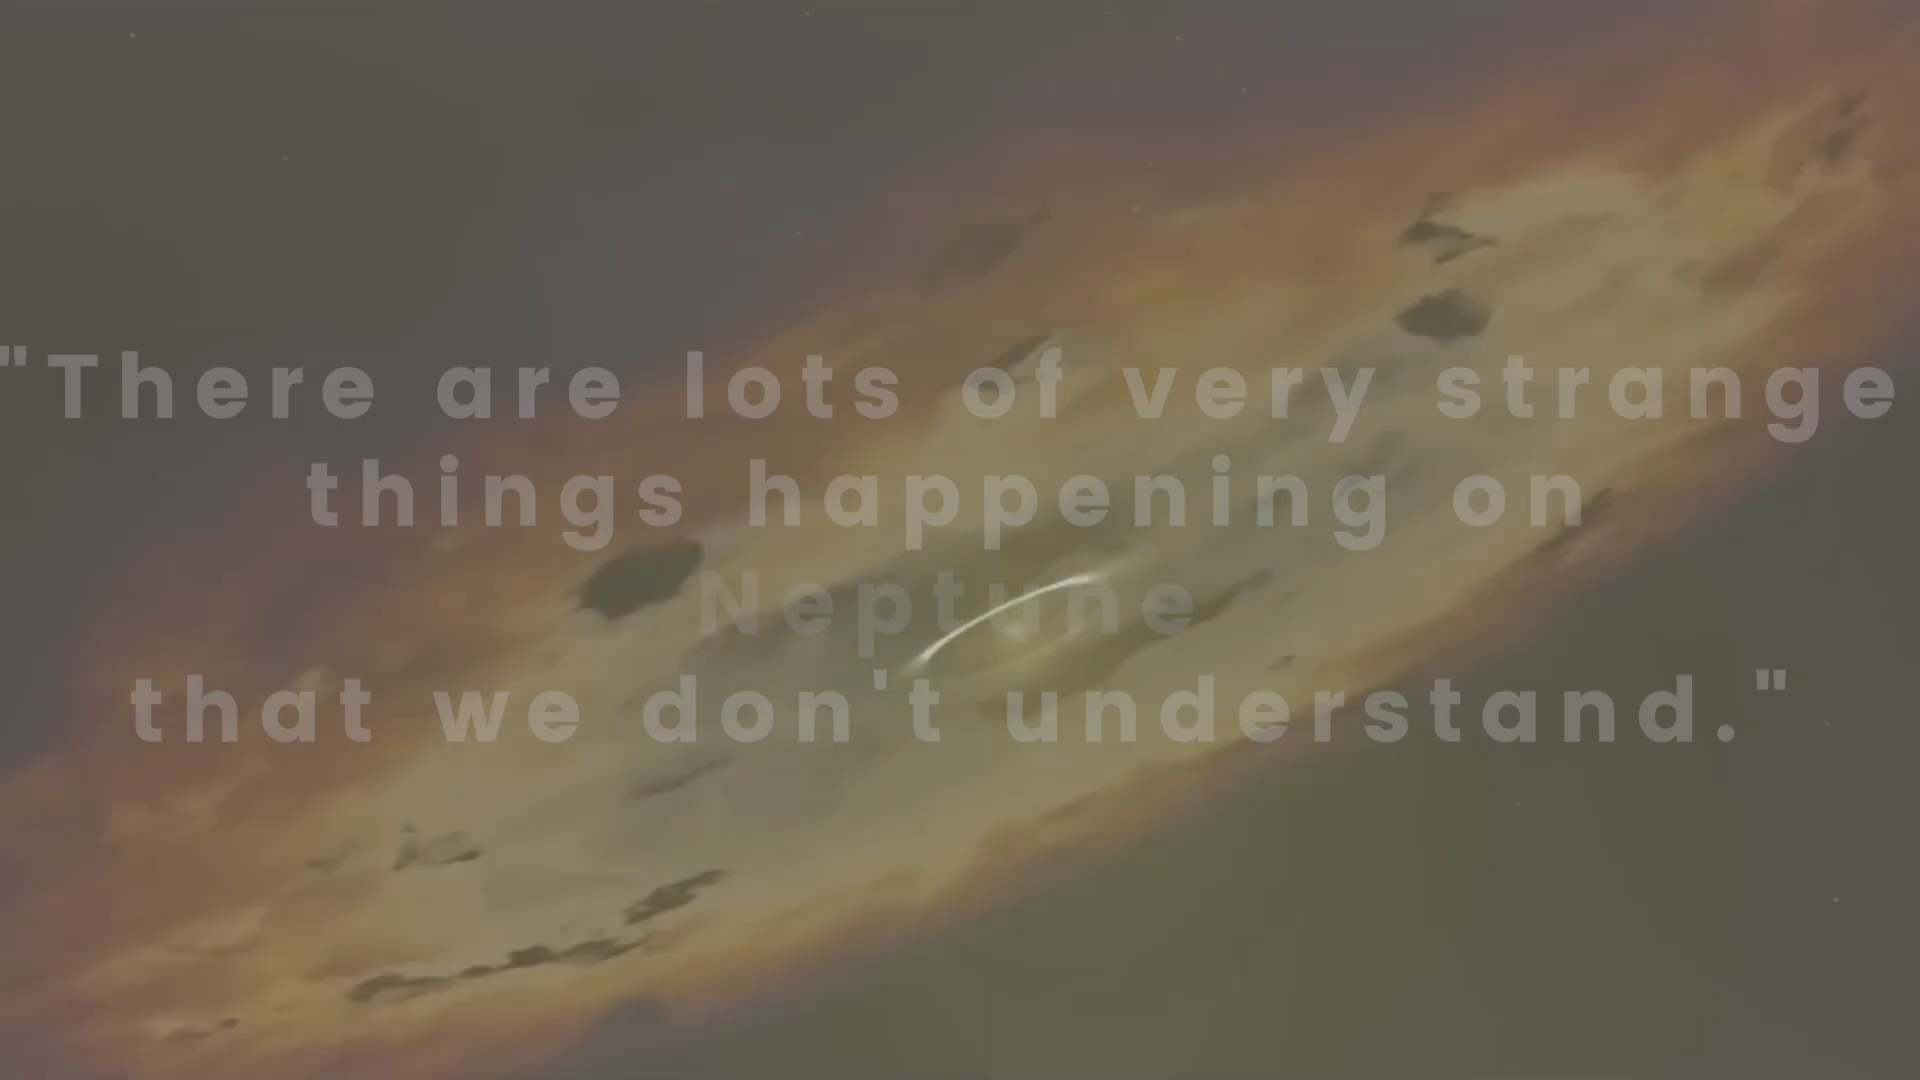 "There are lots of very strange
things happening on
Neptune
that we don't understand."